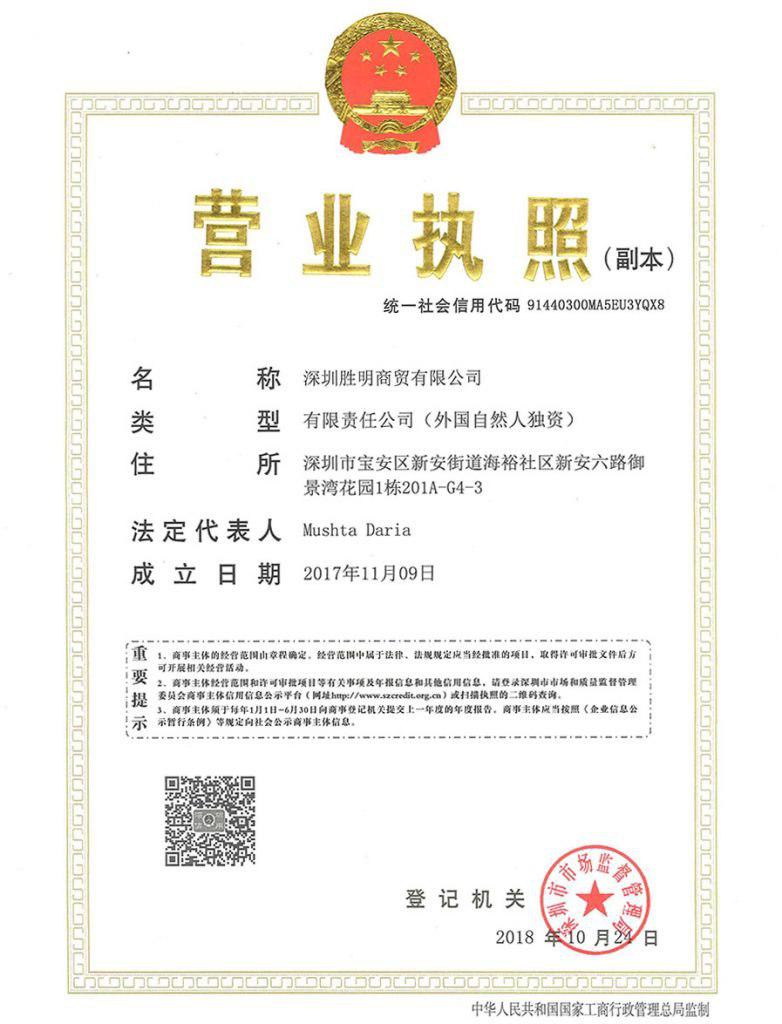 营业执照(副本)
统一社会信用代码 91440300MA5EU3YQX8
名称 深圳胜明商贸有限公司
类型 有限责任公司（外国自然人独资）
住所 深圳市宝安区新安街道海裕社区新安六路御
景湾花园1栋201A-G4-3
法定代表人 Mushta Daria
成立日期 2017年11月09日
重要提示
1、商事主体的经营范围由章程确定。经营范围中属于法律、法规规定应当经批准的项目，取得许可审批文件后方
可开展相关经营活动。
2、商事主体经营范围和许可审批项目等有关事项及年报信息和其他信用信息，请登录深圳市市场和质量监督管理
委员会商事主体信用信息公示平台（网址http://www.szcredit.org.cn）或扫描执照的二维码查询。
3、商事主体须于每年1月1日-6月30日向商事登记机关提交上一年度的年度报告。商事主体应当按照《企业信息公
示暂行条例》等规定向社会公示商事主体信息。
登记机关
深圳市市场监督管理局
2018 年 10 月 24 日
中华人民共和国国家工商行政管理总局监制